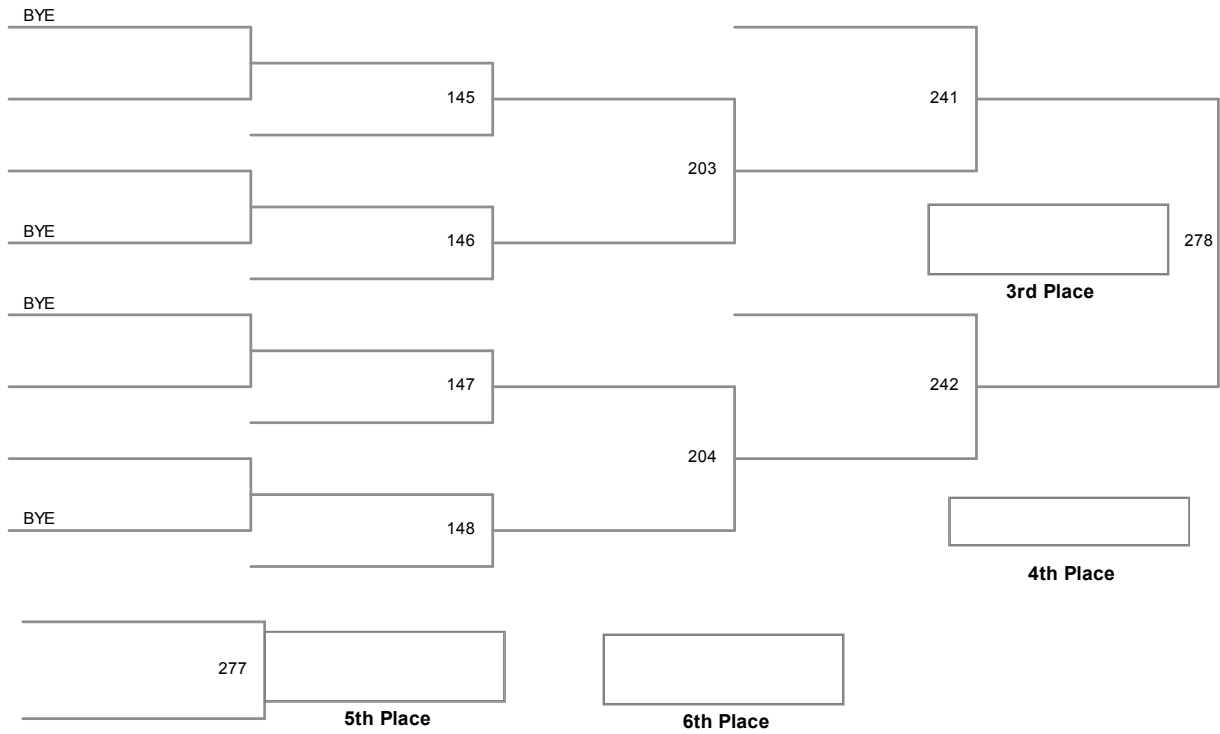 BYE
145
241
203
BYE
146
278
3rd Place
BYE
147
242
204
BYE
148
4th Place
277
5th Place
6th Place